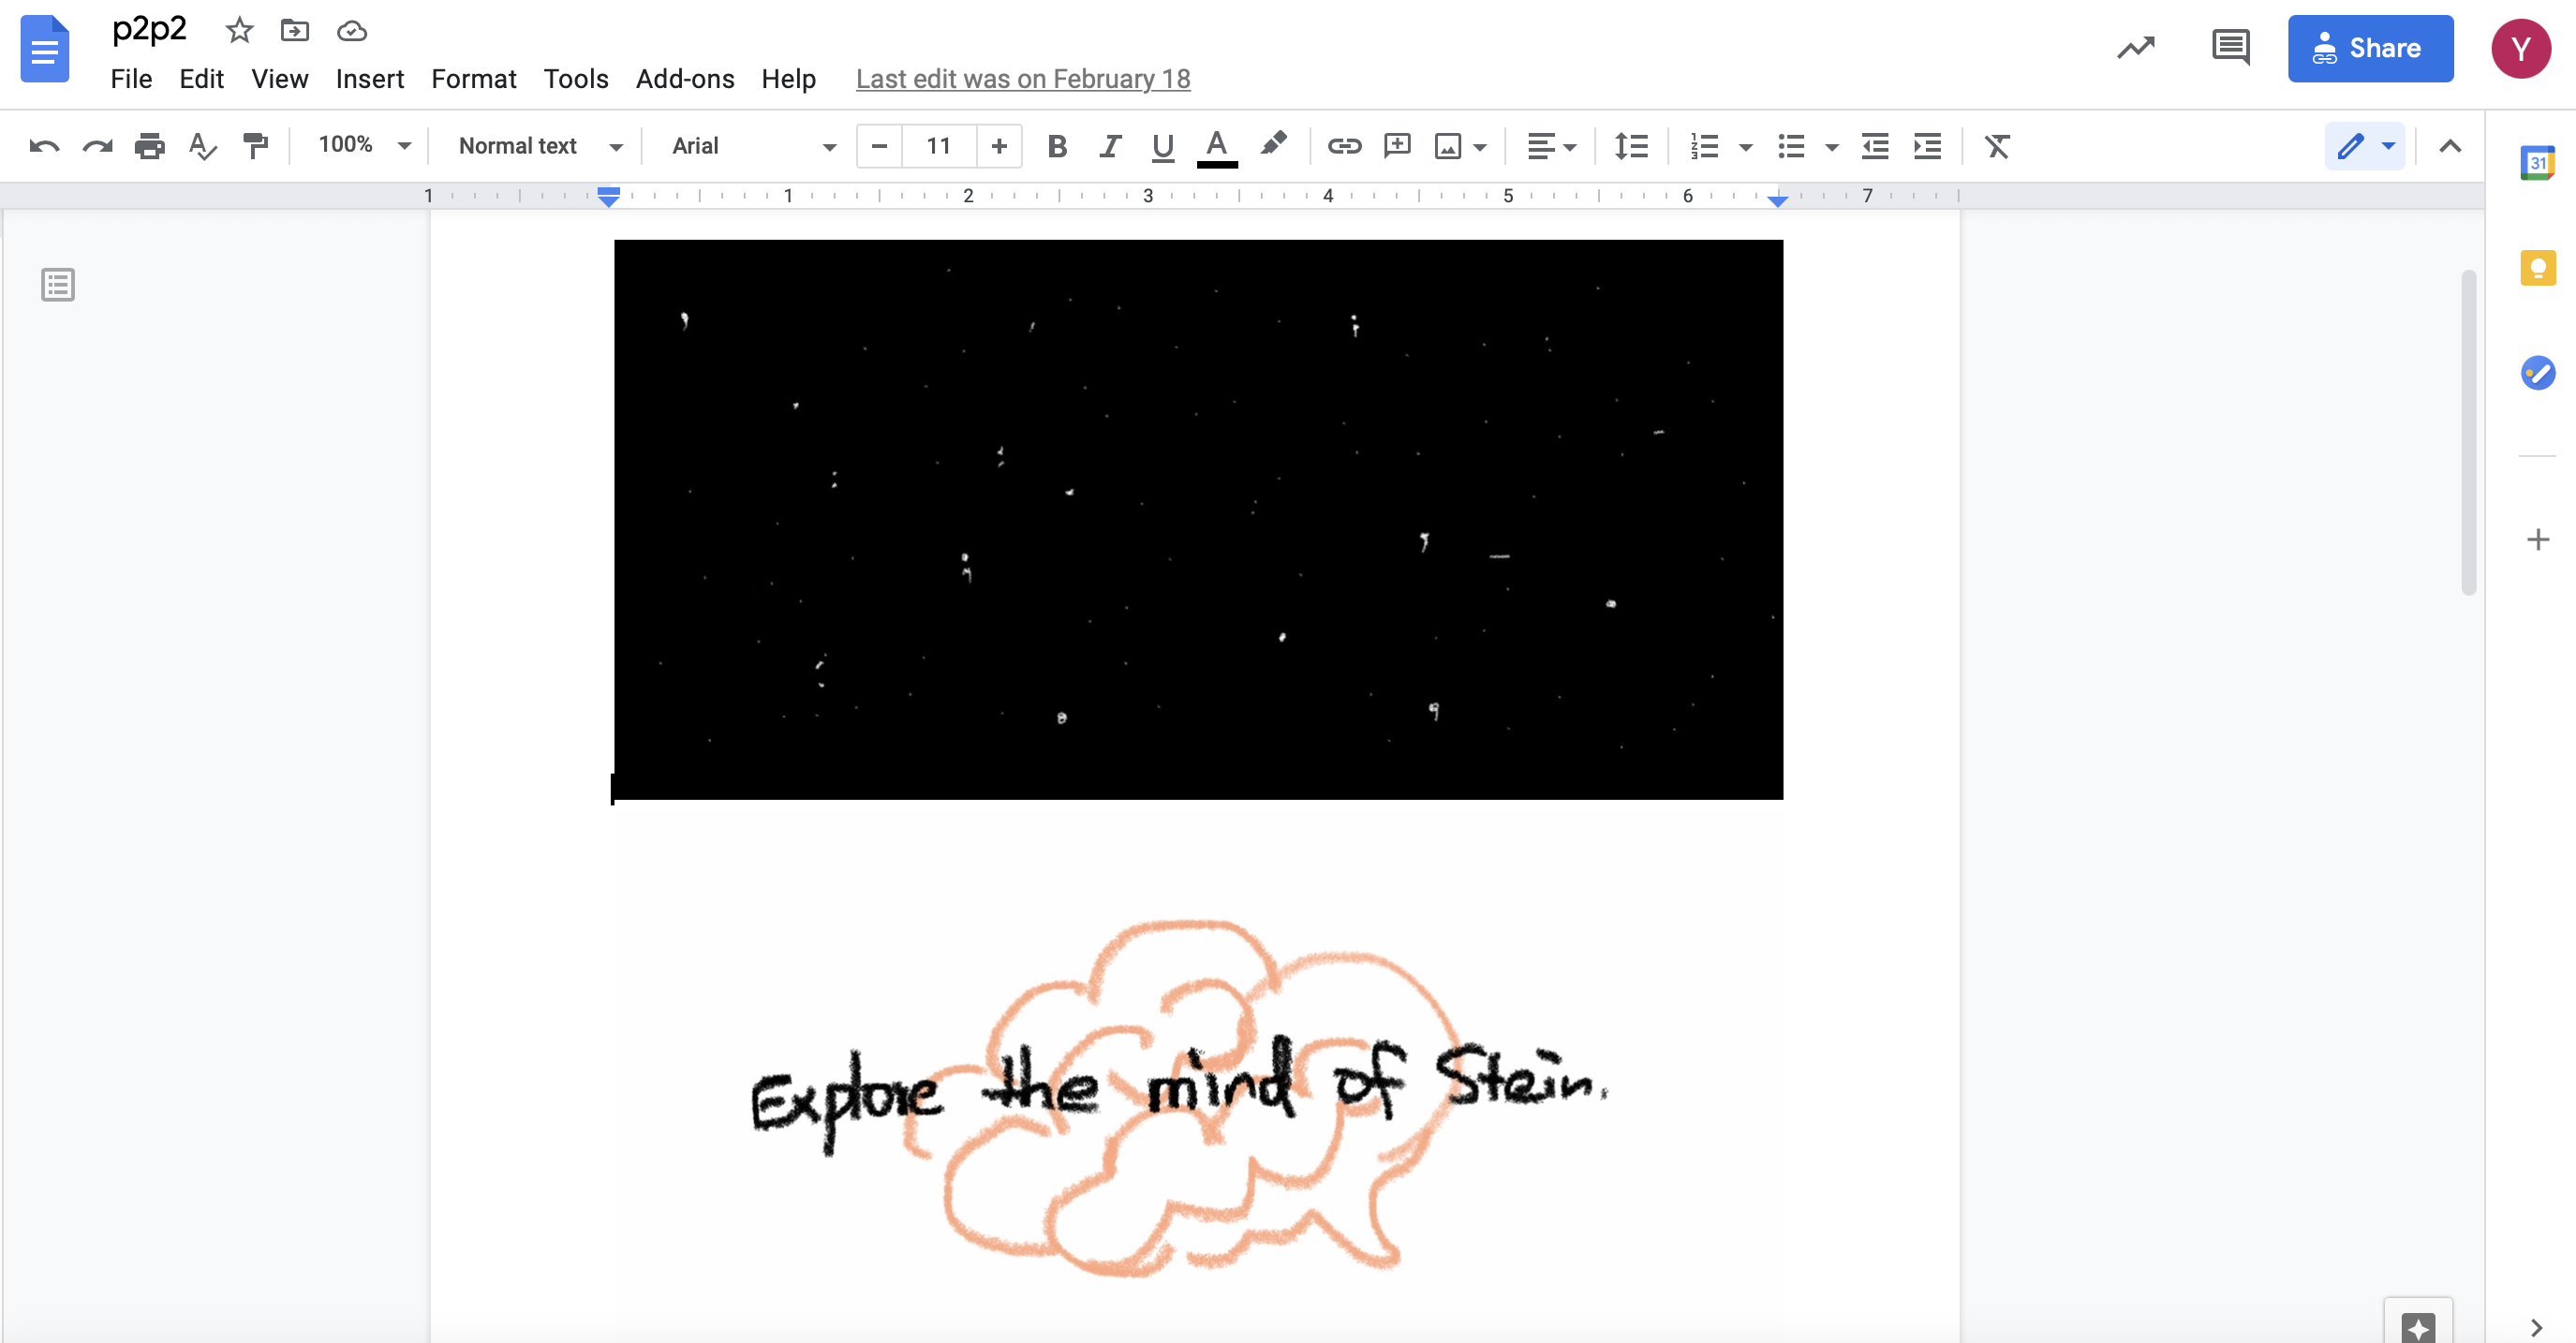 p2p2
File Edit View Insert Format Tools Add-ons Help Last edit was on February 18
Share
Y
100% Normal text Arial 11
B I U A
31
1 1 2 3 4 5 6 7
Explore the mind of Stein.